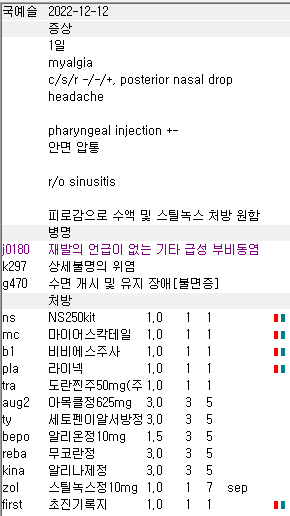 국예슬 2022-12-12
증상
1일
myalgia
c/s/r -/-/+, posterior nasal drop
headache
pharyngeal injection +-
안면 압통
r/o sinusitis
피로감으로 수액 및 스틸녹스 처방 원함
병명
j0180 재발의 언급이 없는 기타 급성 부비동염
k297 상세불명의 위염
g470 수면 개시 및 유지 장애[불면증]
처방
ns NS250kit 1.0 1 1
mc 마이어스칵테일 1.0 1 1
b1 비비에스주사 1.0 1 1
pla 라이넥 1.0 1 1
tra 도란찐주50mg(주 1.0 1 1
aug2 아목클정625mg 3.0 3 5
ty 세토펜이알서방정 3.0 3 5
bepo 알리온정10mg 1.5 3 5
reba 무코란정 3.0 3 5
kina 알리나제정 3.0 3 5
zol 스틸녹스정10mg 1.0 1 7 sep
first 초진기록지 1.0 1 1